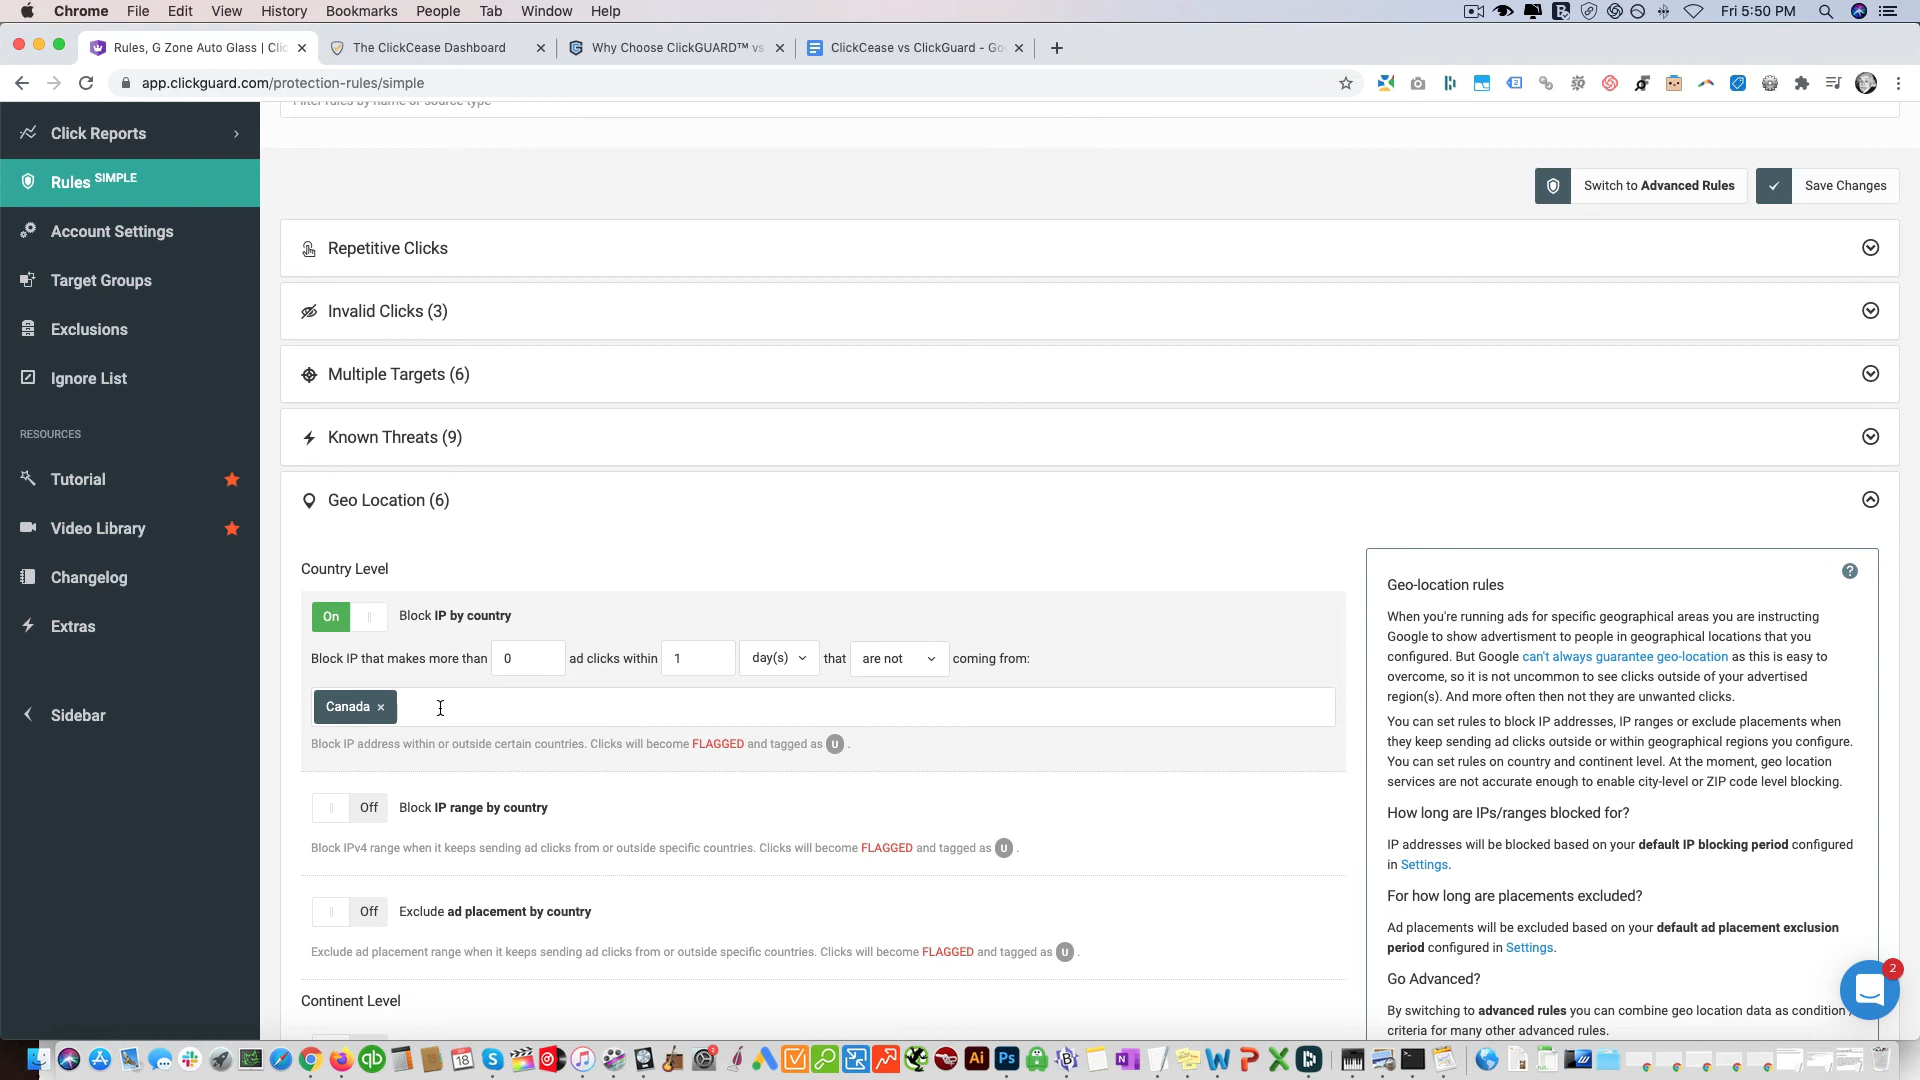 Chrome File Edit View History Bookmarks People Tab Window Help Fri 5:50 PM
Rules, G Zone Auto Glass | Clic
The ClickCease Dashboard
Why Choose ClickGUARD™ vs
ClickCease vs ClickGuard - Go
app.clickguard.com/protection-rules/simple
Filter rules by name or source type
Click Reports
Rules SIMPLE
Account Settings
Target Groups
Exclusions
Ignore List
RESOURCES
Tutorial
Video Library
Changelog
Extras
Sidebar
Switch to Advanced Rules
Save Changes
Repetitive Clicks
Invalid Clicks (3)
Multiple Targets (6)
Known Threats (9)
Geo Location (6)
Country Level
On Block IP by country
Block IP that makes more than 0 ad clicks within 1 day(s) that are not coming from:
Canada ×
Block IP address within or outside certain countries. Clicks will become FLAGGED and tagged as U .
Off Block IP range by country
Block IPv4 range when it keeps sending ad clicks from or outside specific countries. Clicks will become FLAGGED and tagged as U .
Off Exclude ad placement by country
Exclude ad placement range when it keeps sending ad clicks from or outside specific countries. Clicks will become FLAGGED and tagged as U .
Continent Level
?
Geo-location rules
When you're running ads for specific geographical areas you are instructing
Google to show advertisment to people in geographical locations that you
configured. But Google can't always guarantee geo-location as this is easy to
overcome, so it is not uncommon to see clicks outside of your advertised
region(s). And more often then not they are unwanted clicks.
You can set rules to block IP addresses, IP ranges or exclude placements when
they keep sending ad clicks outside or within geographical regions you configure.
You can set rules on country and continent level. At the moment, geo location
services are not accurate enough to enable city-level or ZIP code level blocking.
How long are IPs/ranges blocked for?
IP addresses will be blocked based on your default IP blocking period configured
in Settings.
For how long are placements excluded?
Ad placements will be excluded based on your default ad placement exclusion
period configured in Settings.
Go Advanced?
By switching to advanced rules you can combine geo location data as condition /
criteria for many other advanced rules.
2